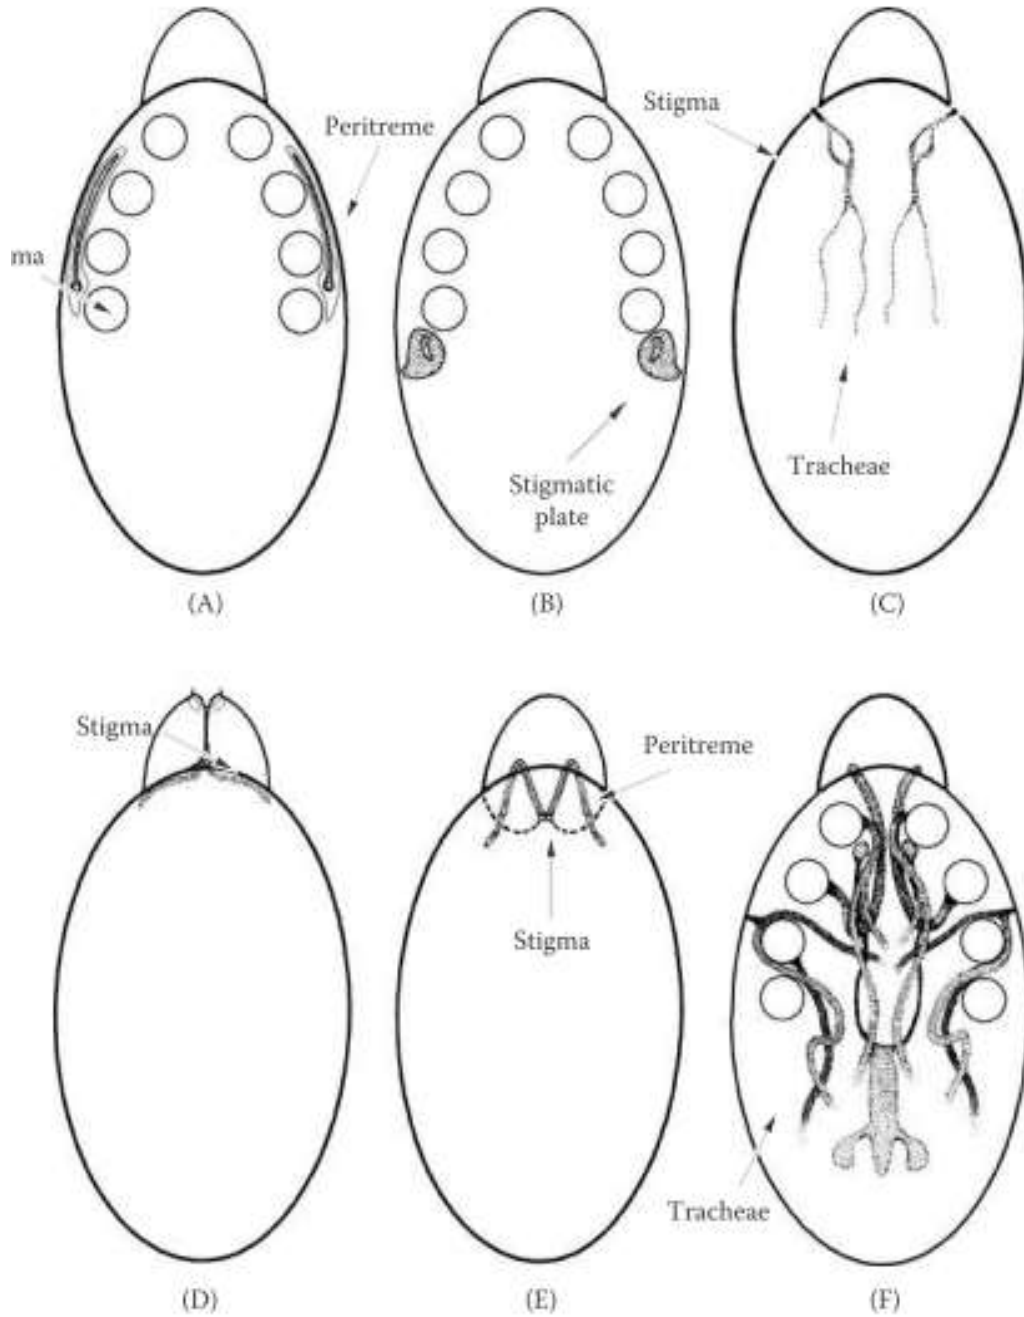 Peritreme
ma
(A)
Stigmatic
plate
(B)
Stigma
Tracheae
(C)
Stigma
(D)
Peritreme
Stigma
(E)
Tracheae
(F)